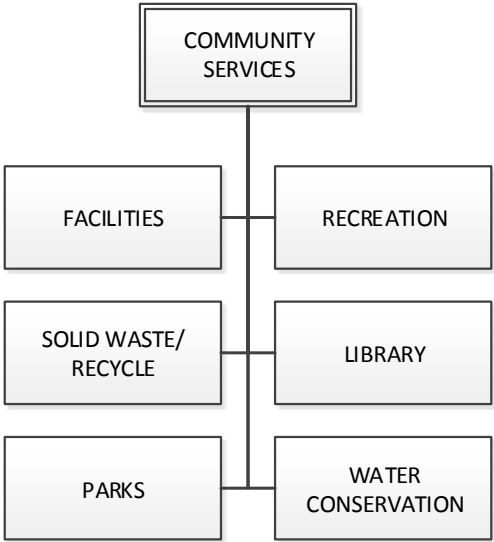 COMMUNITY
SERVICES
FACILITIES
RECREATION
SOLID WASTE/
RECYCLE
LIBRARY
PARKS
WATER
CONSERVATION